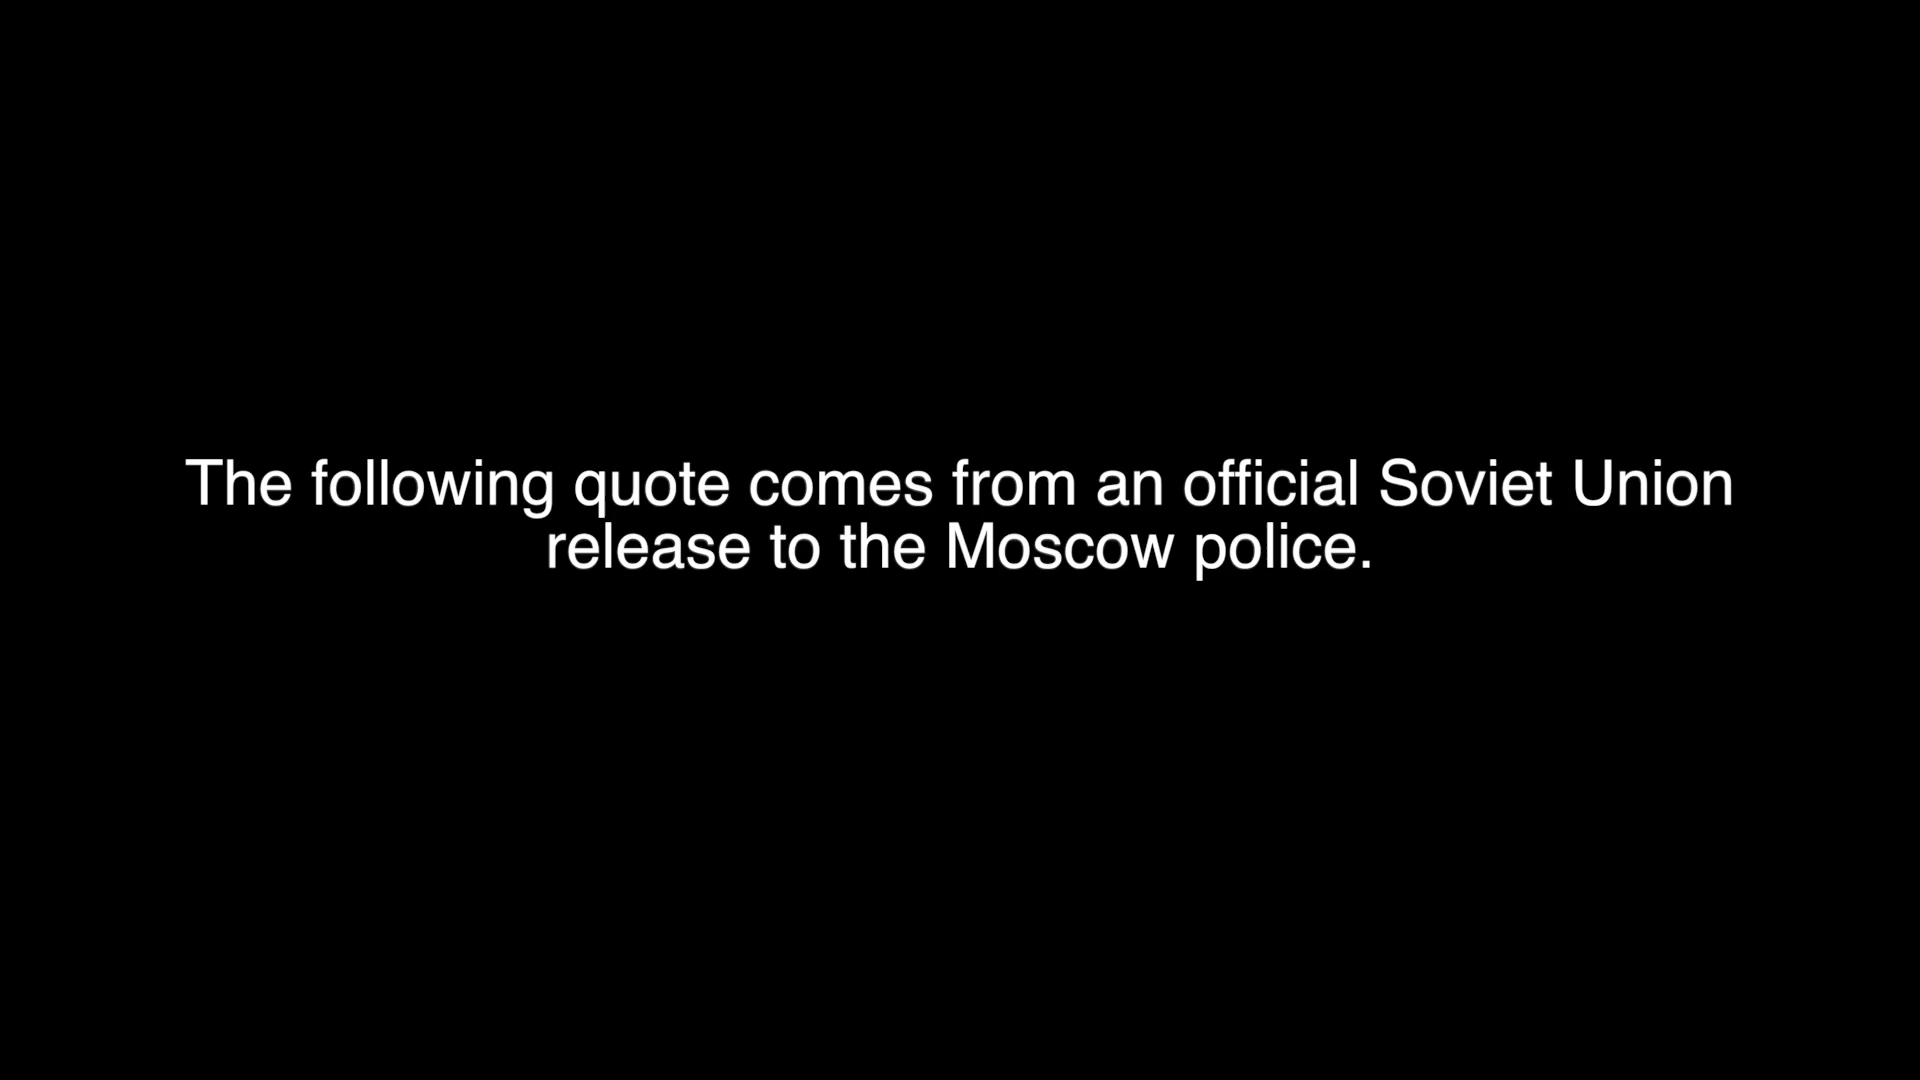 The following quote comes from an official Soviet Union
release to the Moscow police.